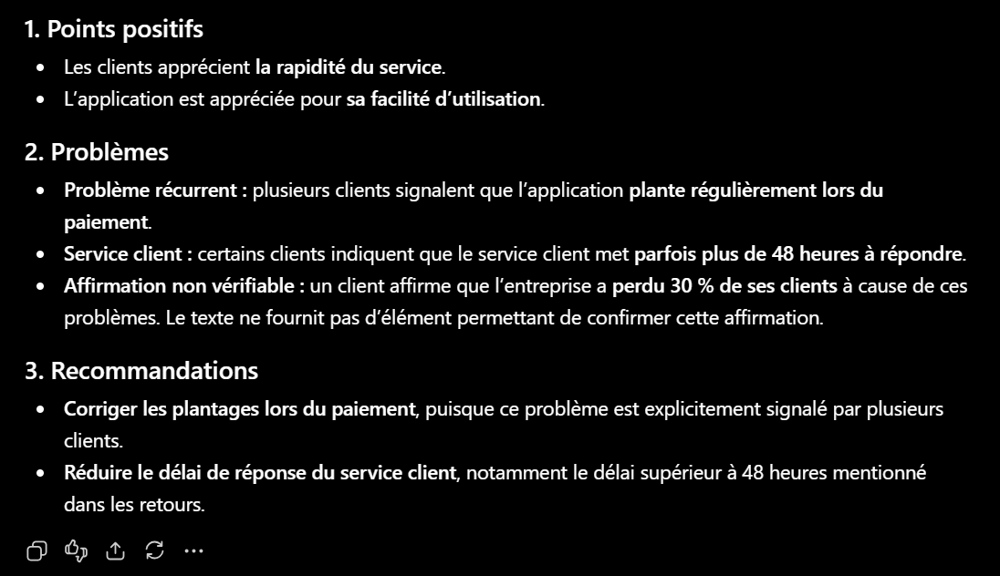 1. Points positifs
• Les clients apprécient la rapidité du service.
• L’application est appréciée pour sa facilité d’utilisation.
2. Problèmes
• Problème récurrent : plusieurs clients signalent que l’application plante régulièrement lors du
paiement.
• Service client : certains clients indiquent que le service client met parfois plus de 48 heures à répondre.
• Affirmation non vérifiable : un client affirme que l’entreprise a perdu 30 % de ses clients à cause de ces
problèmes. Le texte ne fournit pas d’élément permettant de confirmer cette affirmation.
3. Recommandations
• Corriger les plantages lors du paiement, puisque ce problème est explicitement signalé par plusieurs
clients.
• Réduire le délai de réponse du service client, notamment le délai supérieur à 48 heures mentionné
dans les retours.